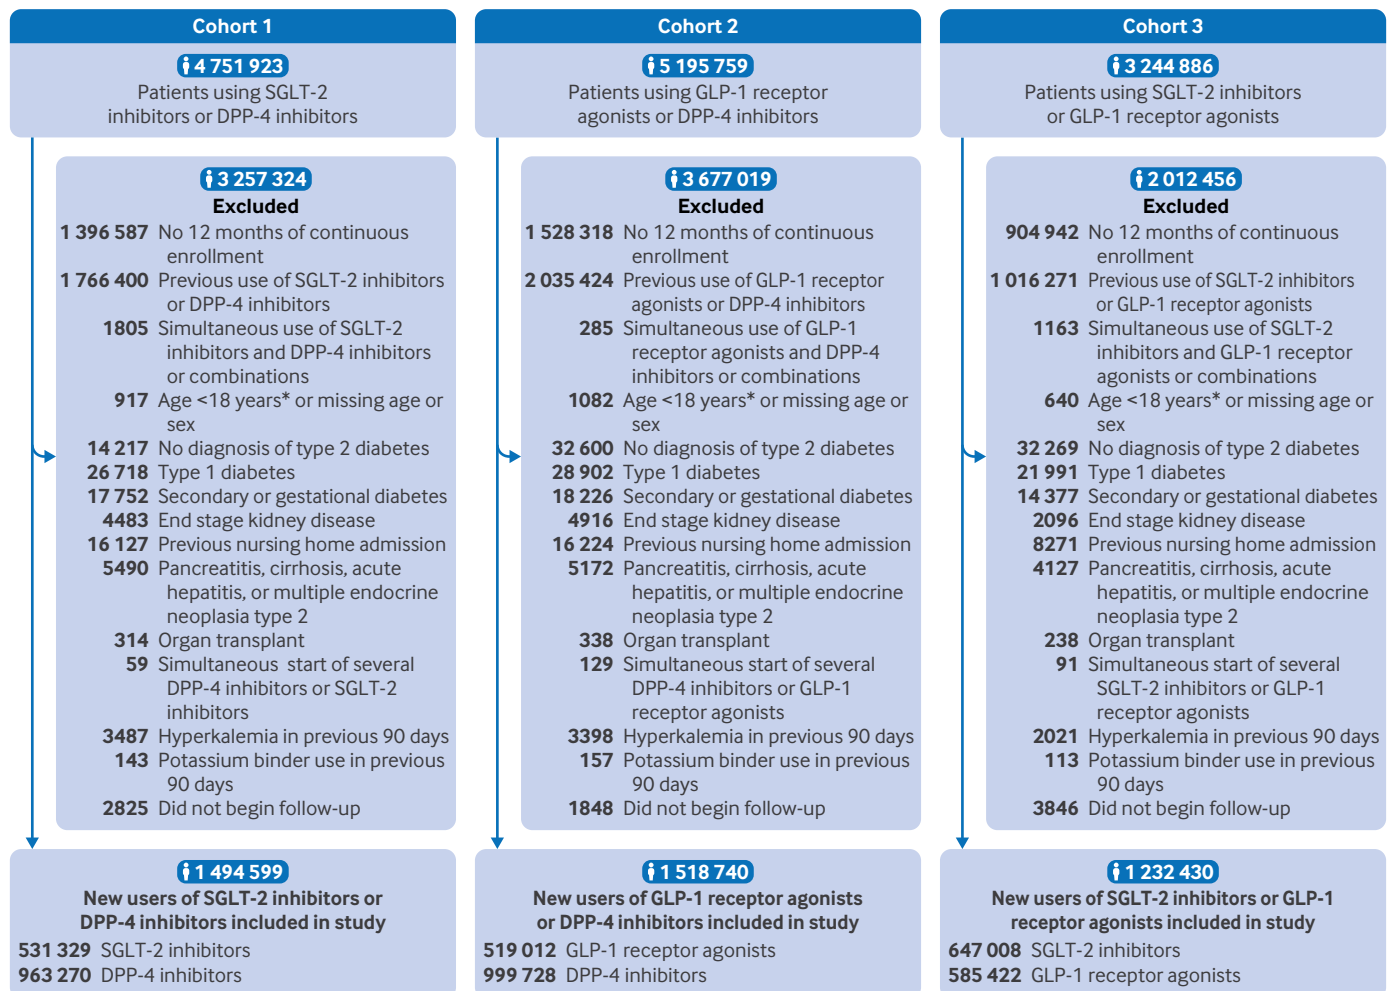 Cohort 1
4 751 923
Patients using SGLT-2
inhibitors or DPP-4 inhibitors
3 257 324
Excluded
1 396 587 No 12 months of continuous
enrollment
1 766 400 Previous use of SGLT-2 inhibitors
or DPP-4 inhibitors
1805 Simultaneous use of SGLT-2
inhibitors and DPP-4 inhibitors
or combinations
917 Age <18 years* or missing age or
sex
14 217 No diagnosis of type 2 diabetes
26 718 Type 1 diabetes
17 752 Secondary or gestational diabetes
4483 End stage kidney disease
16 127 Previous nursing home admission
5490 Pancreatitis, cirrhosis, acute
hepatitis, or multiple endocrine
neoplasia type 2
314 Organ transplant
59 Simultaneous start of several
DPP-4 inhibitors or SGLT-2
inhibitors
3487 Hyperkalemia in previous 90 days
143 Potassium binder use in previous
90 days
2825 Did not begin follow-up
1 494 599
New users of SGLT-2 inhibitors or
DPP-4 inhibitors included in study
531 329 SGLT-2 inhibitors
963 270 DPP-4 inhibitors
Cohort 2
5 195 759
Patients using GLP-1 receptor
agonists or DPP-4 inhibitors
3 677 019
Excluded
1 528 318 No 12 months of continuous
enrollment
2 035 424 Previous use of GLP-1 receptor
agonists or DPP-4 inhibitors
285 Simultaneous use of GLP-1
receptor agonists and DPP-4
inhibitors or combinations
1082 Age <18 years* or missing age or
sex
32 600 No diagnosis of type 2 diabetes
28 902 Type 1 diabetes
18 226 Secondary or gestational diabetes
4916 End stage kidney disease
16 224 Previous nursing home admission
5172 Pancreatitis, cirrhosis, acute
hepatitis, or multiple endocrine
neoplasia type 2
338 Organ transplant
129 Simultaneous start of several
DPP-4 inhibitors or GLP-1
receptor agonists
3398 Hyperkalemia in previous 90 days
157 Potassium binder use in previous
90 days
1848 Did not begin follow-up
1 518 740
New users of GLP-1 receptor agonists
or DPP-4 inhibitors included in study
519 012 GLP-1 receptor agonists
999 728 DPP-4 inhibitors
Cohort 3
3 244 886
Patients using SGLT-2 inhibitors
or GLP-1 receptor agonists
2 012 456
Excluded
904 942 No 12 months of continuous
enrollment
1 016 271 Previous use of SGLT-2 inhibitors
or GLP-1 receptor agonists
1163 Simultaneous use of SGLT-2
inhibitors and GLP-1 receptor
agonists or combinations
640 Age <18 years* or missing age or
sex
32 269 No diagnosis of type 2 diabetes
21 991 Type 1 diabetes
14 377 Secondary or gestational diabetes
2096 End stage kidney disease
8271 Previous nursing home admission
4127 Pancreatitis, cirrhosis, acute
hepatitis, or multiple endocrine
neoplasia type 2
238 Organ transplant
91 Simultaneous start of several
SGLT-2 inhibitors or GLP-1
receptor agonists
2021 Hyperkalemia in previous 90 days
113 Potassium binder use in previous
90 days
3846 Did not begin follow-up
1 232 430
New users of SGLT-2 inhibitors or GLP-1
receptor agonists included in study
647 008 SGLT-2 inhibitors
585 422 GLP-1 receptor agonists